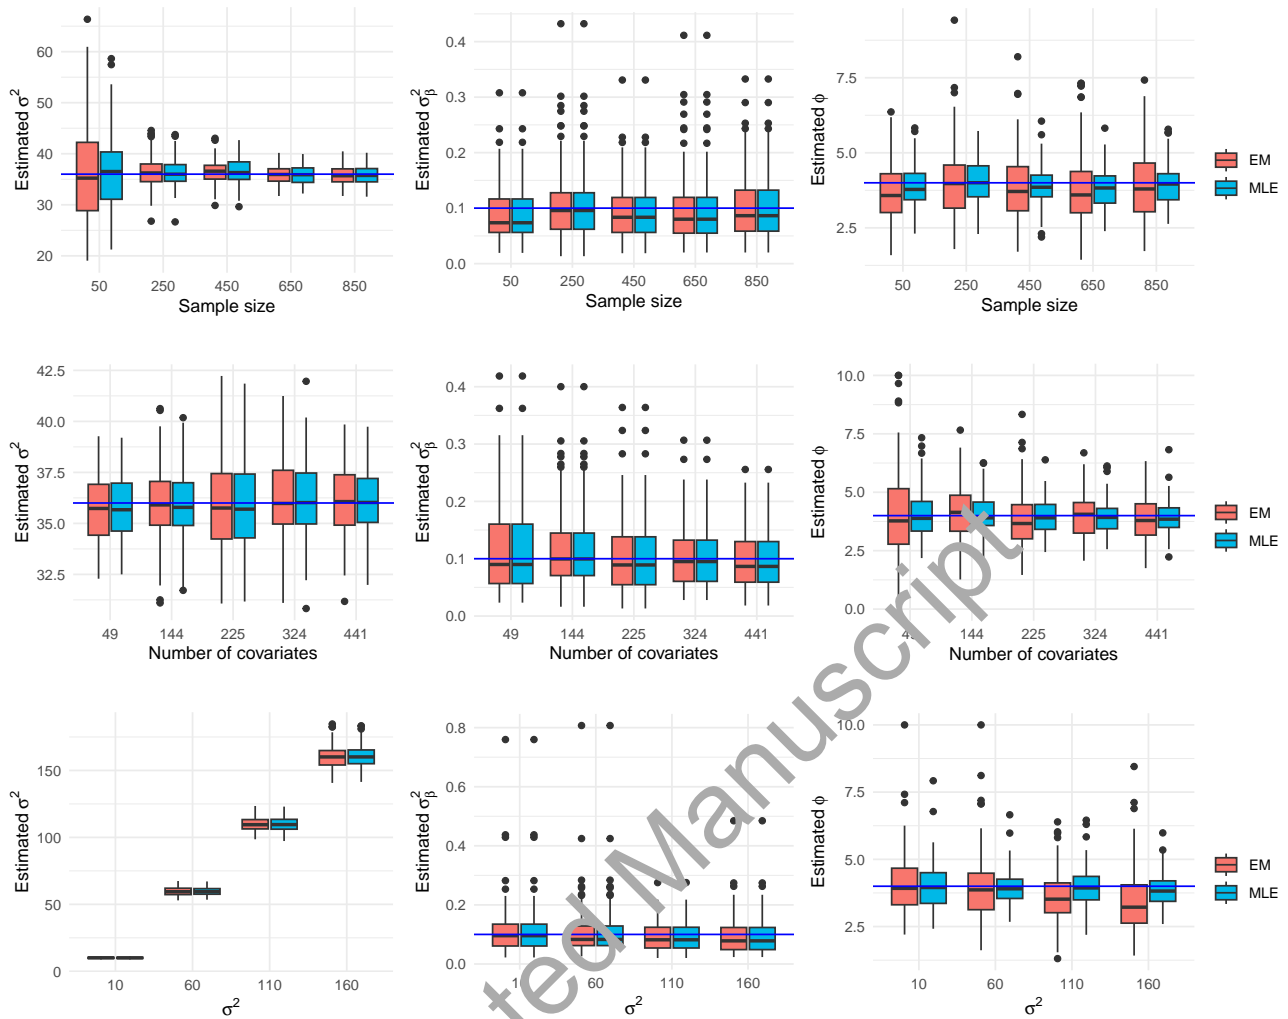 Estimated σ²
60
50
40
30
20
50 250 450 650 850
Sample size
Estimated σ²β
0.4
0.3
0.2
0.1
0.0
50 250 450 650 850
Sample size
Estimated ϕ
7.5
5.0
2.5
50 250 450 650 850
Sample size
EM
MLE
Estimated σ²
42.5
40.0
37.5
35.0
32.5
49 144 225 324 441
Number of covariates
Estimated σ²β
0.4
0.3
0.2
0.1
0.0
49 144 225 324 441
Number of covariates
Estimated ϕ
10.0
7.5
5.0
2.5
0.0
49 144 225 324 441
Number of covariates
EM
MLE
Estimated σ²
150
100
50
0
10 60 110 160
σ²
Estimated σ²β
0.8
0.6
0.4
0.2
0.0
60 110 160
σ²
Estimated ϕ
10.0
7.5
5.0
2.5
10 60 110 160
σ²
EM
MLE
ted Manuscript